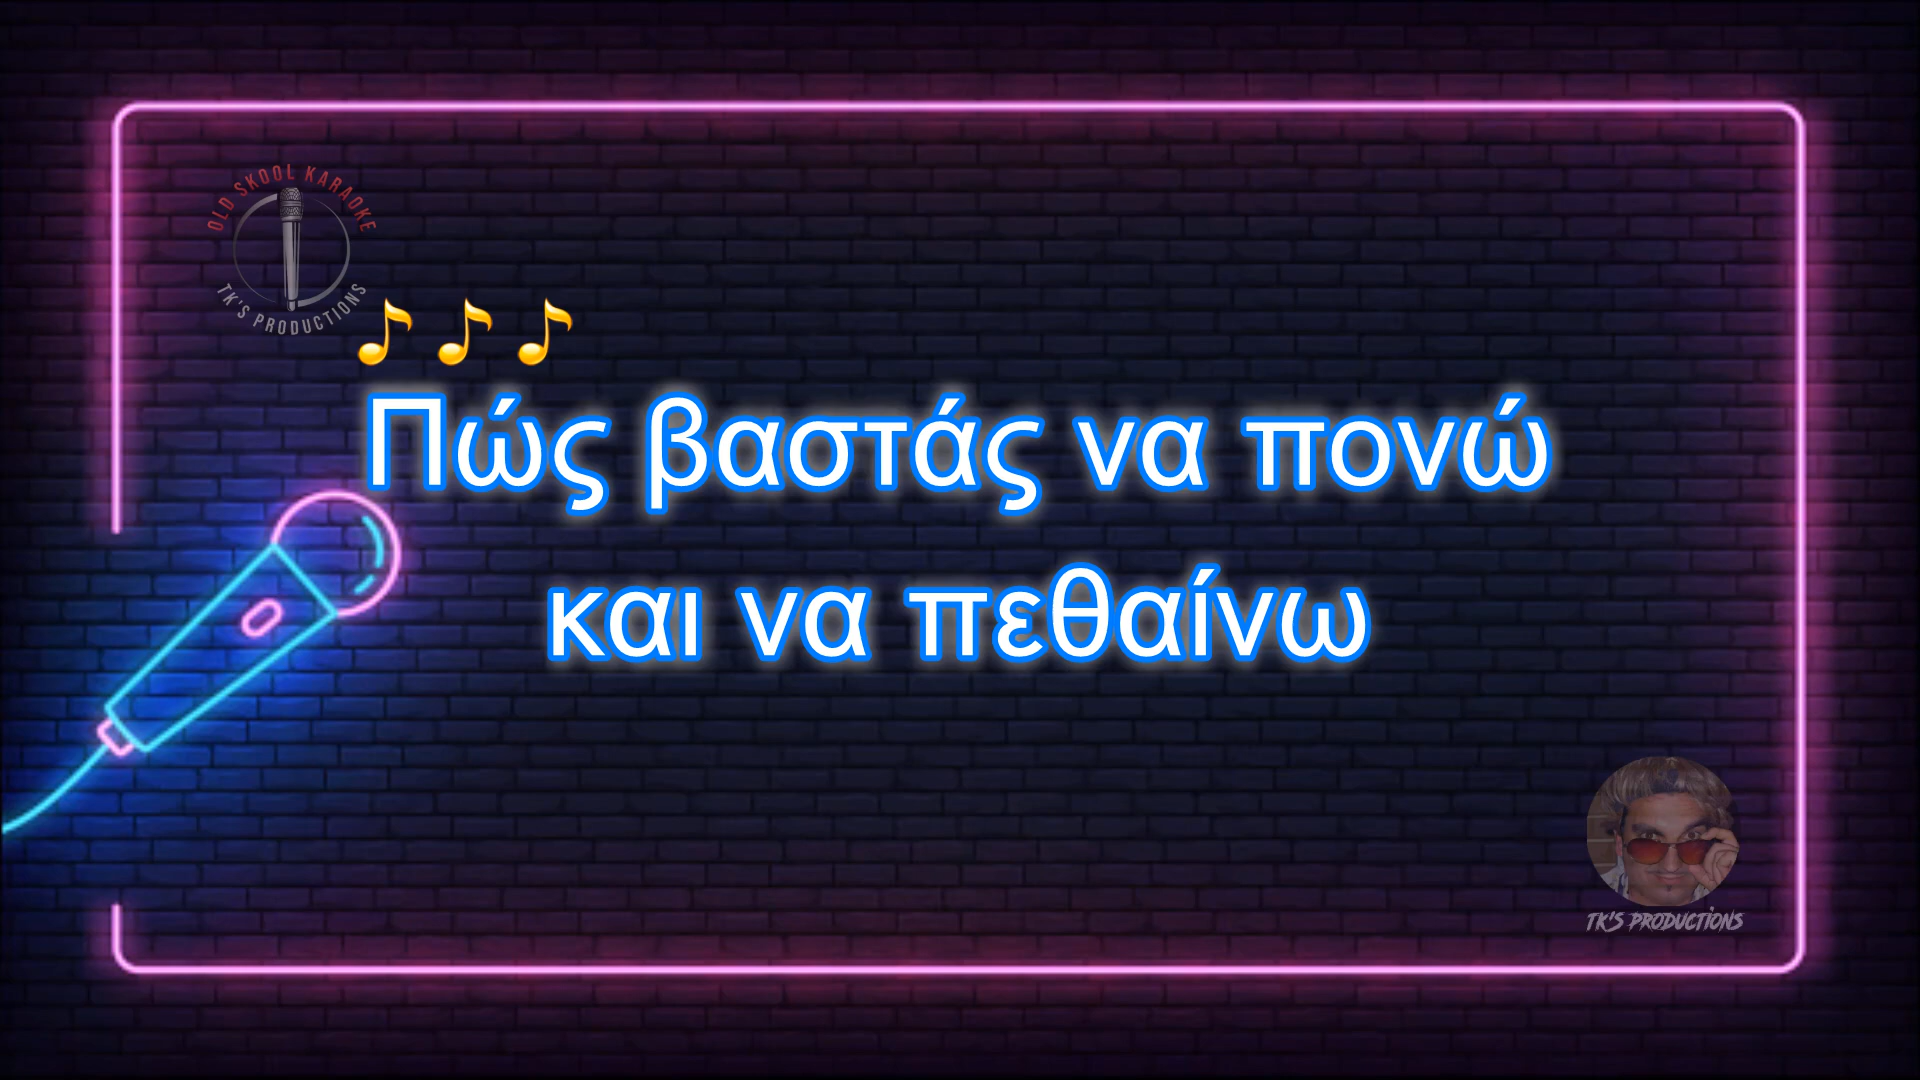 OLD SKOOL KARAOKE
TK'S PRODUCTIONS
Πώς βαστάς να πονώ
και να πεθαίνω
TK'S PRODUCTIONS